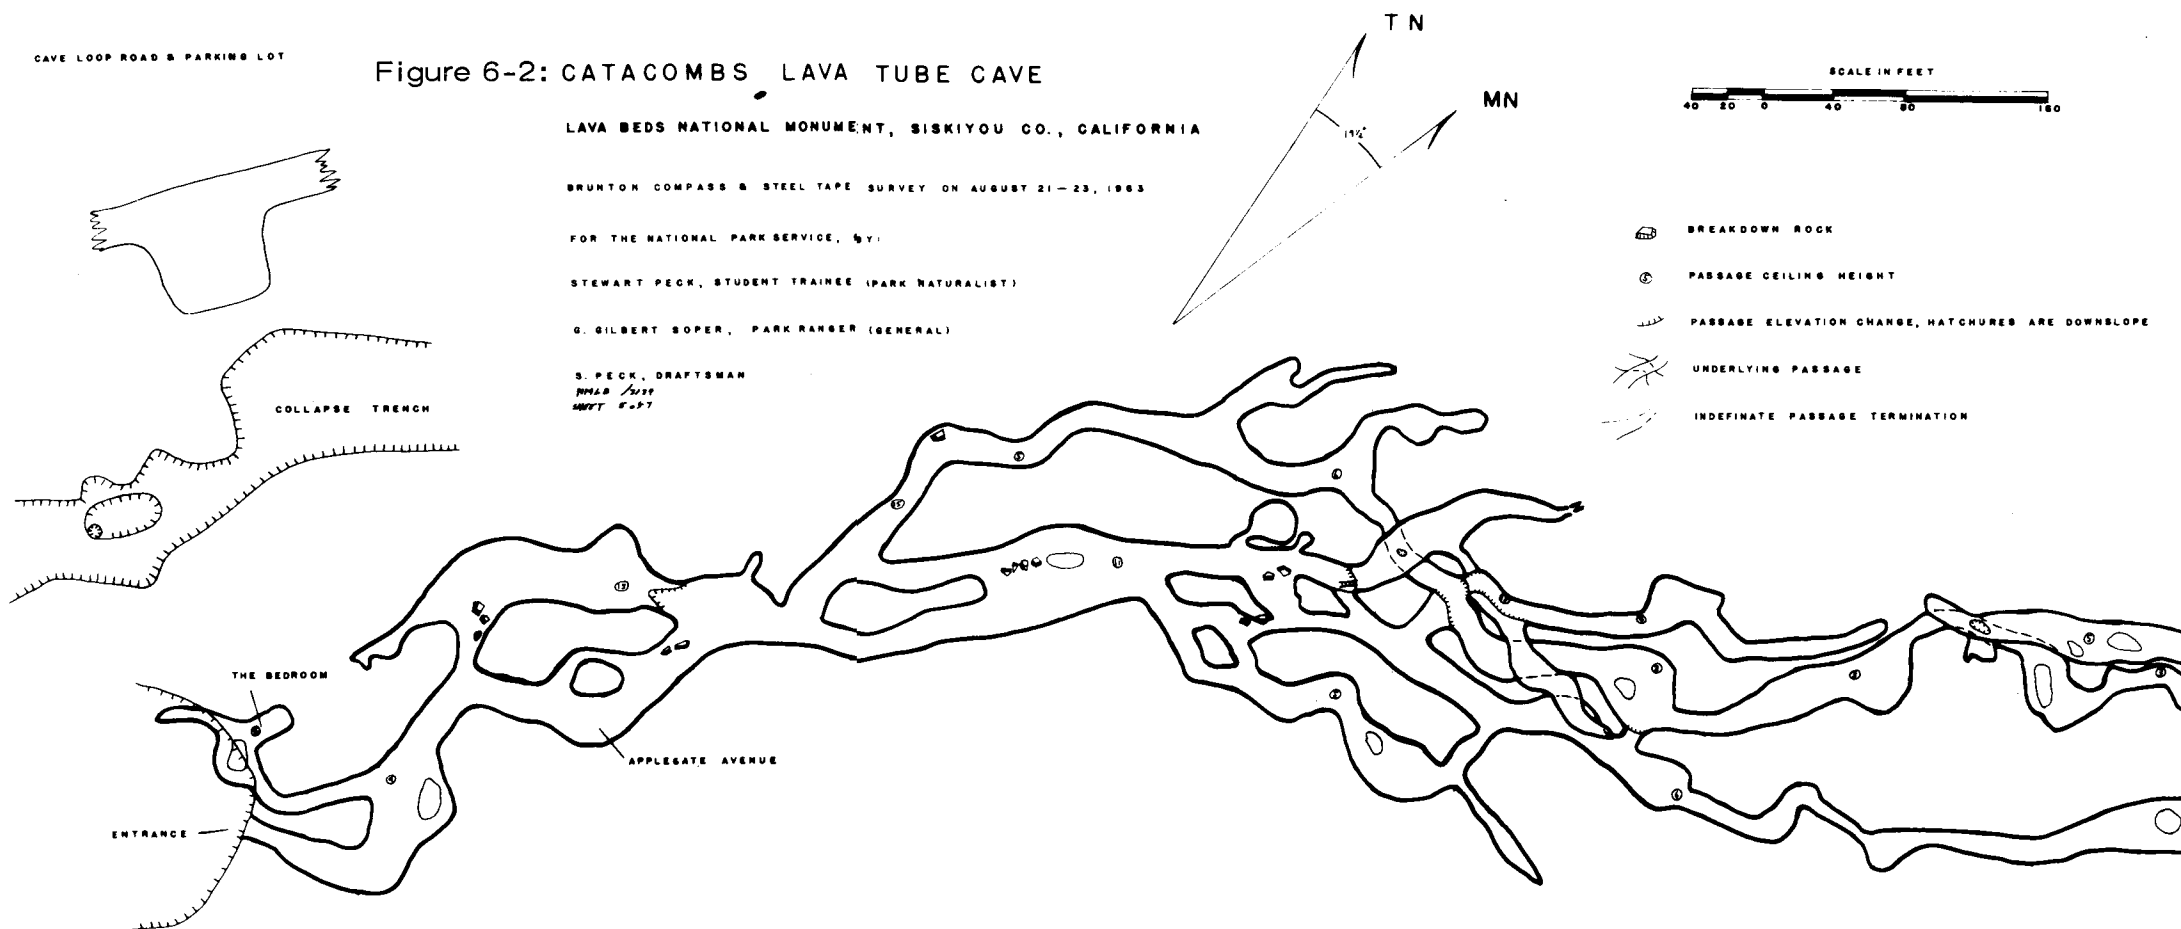 CAVE LOOP ROAD & PARKING LOT
Figure 6-2: CATACOMBS LAVA TUBE CAVE
LAVA BEDS NATIONAL MONUMENT, SISKIYOU CO., CALIFORNIA
BRUNTON COMPASS & STEEL TAPE SURVEY ON AUGUST 21-23, 1963
FOR THE NATIONAL PARK SERVICE, BY:
STEWART PECK, STUDENT TRAINEE (PARK NATURALIST)
G. GILBERT SOPER, PARK RANGER (GENERAL)
S. PECK, DRAFTSMAN
TN
MN
SCALE IN FEET
40 20 0 40 80 160
BREAKDOWN ROCK
PASSAGE CEILING HEIGHT
PASSAGE ELEVATION CHANGE, HATCHURES ARE DOWNSLOPE
UNDERLYING PASSAGE
INDEFINATE PASSAGE TERMINATION
COLLAPSE TRENCH
THE BEDROOM
APPLEGATE AVENUE
ENTRANCE